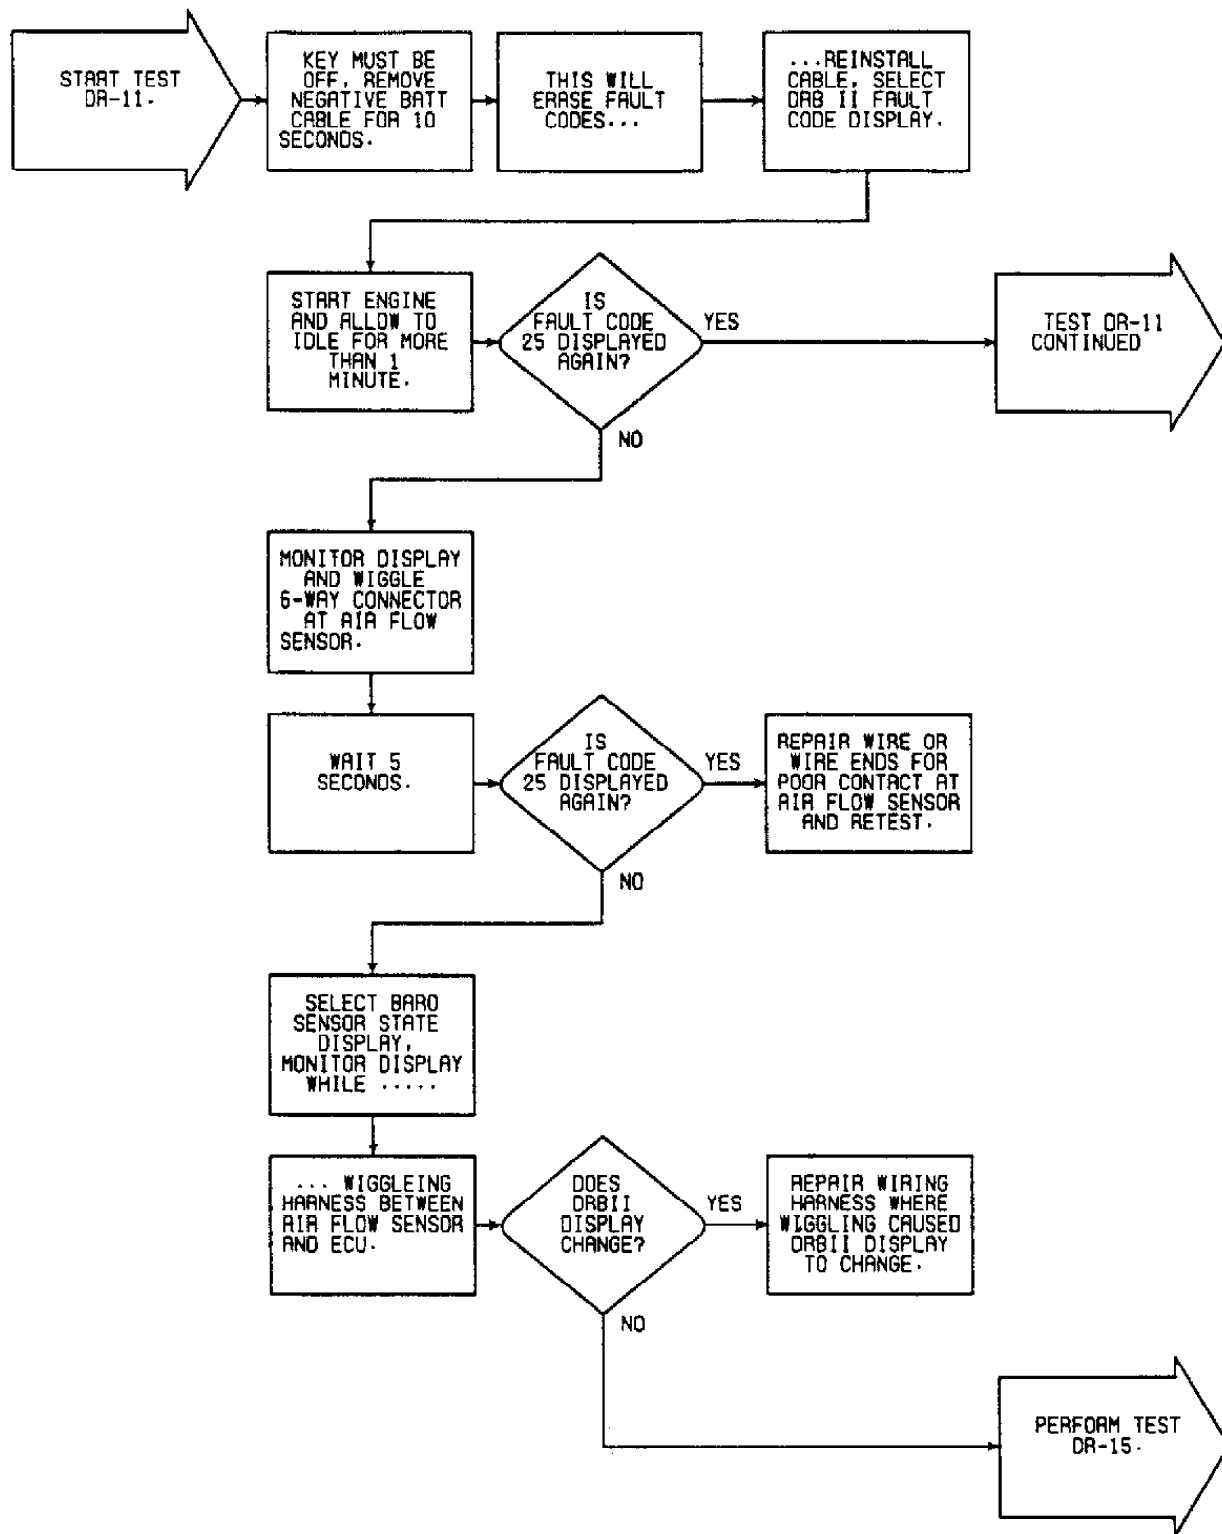 START TEST
DR-11.
KEY MUST BE
OFF, REMOVE
NEGATIVE BATT
CABLE FOR 10
SECONDS.
THIS WILL
ERASE FAULT
CODES...
...REINSTALL
CABLE, SELECT
DRB II FAULT
CODE DISPLAY.
START ENGINE
AND ALLOW TO
IDLE FOR MORE
THAN 1
MINUTE.
IS
FAULT CODE
25 DISPLAYED
AGAIN?
YES
TEST DR-11
CONTINUED
NO
MONITOR DISPLAY
AND WIGGLE
6-WAY CONNECTOR
AT AIR FLOW
SENSOR.
WAIT 5
SECONDS.
IS
FAULT CODE
25 DISPLAYED
AGAIN?
YES
REPAIR WIRE OR
WIRE ENDS FOR
POOR CONTACT AT
AIR FLOW SENSOR
AND RETEST.
NO
SELECT BARO
SENSOR STATE
DISPLAY,
MONITOR DISPLAY
WHILE .....
... WIGGLEING
HARNESS BETWEEN
AIR FLOW SENSOR
AND ECU.
DOES
DRBII
DISPLAY
CHANGE?
YES
REPAIR WIRING
HARNESS WHERE
WIGGLING CAUSED
DRBII DISPLAY
TO CHANGE.
NO
PERFORM TEST
DR-15.